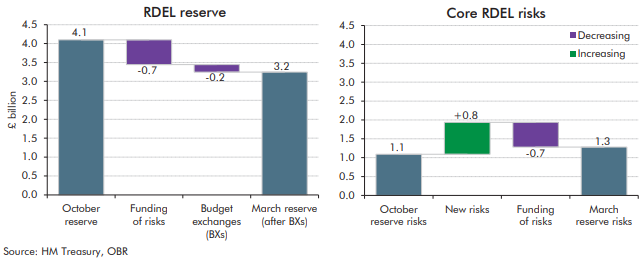 RDEL reserve
£ billion
4.5
4.0
3.5
3.0
2.5
2.0
1.5
1.0
0.5
0.0
4.1
-0.7
-0.2
3.2
October
reserve
Funding
of risks
Budget
exchanges
(BXs)
March reserve
(after BXs)
Core RDEL risks
4.5
4.0
3.5
3.0
2.5
2.0
1.5
1.0
0.5
0.0
Decreasing
Increasing
1.1
+0.8
-0.7
1.3
October
reserve risks
New risks
Funding
of risks
March
reserve risks
Source: HM Treasury, OBR